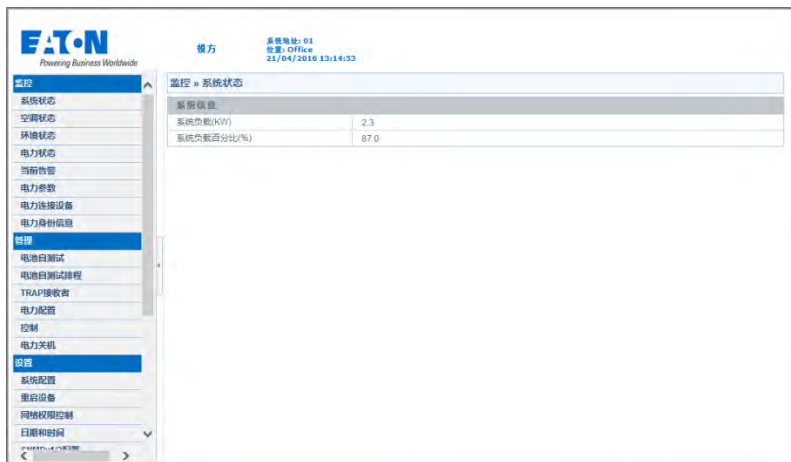 EATON
Powering Business Worldwide
模方
系统地址: 01
位置: Office
21/04/2016 13:14:53
监控
系统状态
空调状态
环境状态
电力状态
当前告警
电力参数
电力连接设备
电力身份信息
管理
电池自测试
电池自测试排程
TRAP接收者
电力配置
控制
电力关机
设置
系统配置
重启设备
网络权限控制
日期和时间
监控 » 系统状态
系统信息
系统负载(KW) 2.3
系统负载百分比(%) 87.0